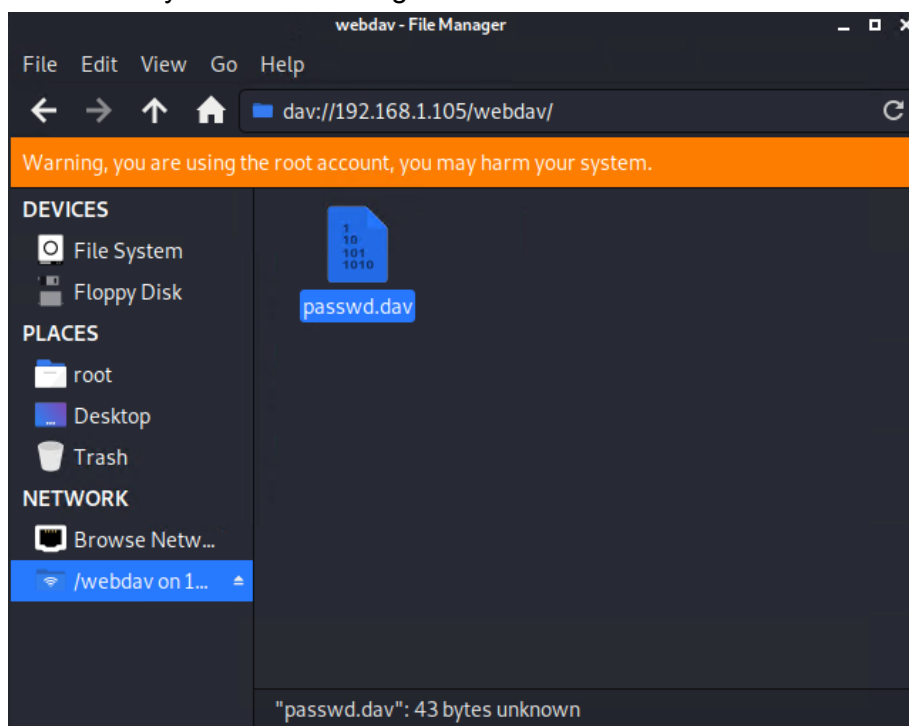 webdav - File Manager
File Edit View Go Help
dav://192.168.1.105/webdav/
Warning, you are using the root account, you may harm your system.
DEVICES
File System
Floppy Disk
PLACES
root
Desktop
Trash
NETWORK
Browse Netw...
/webdav on 1...
1
10
101
1010
passwd.dav
"passwd.dav": 43 bytes unknown